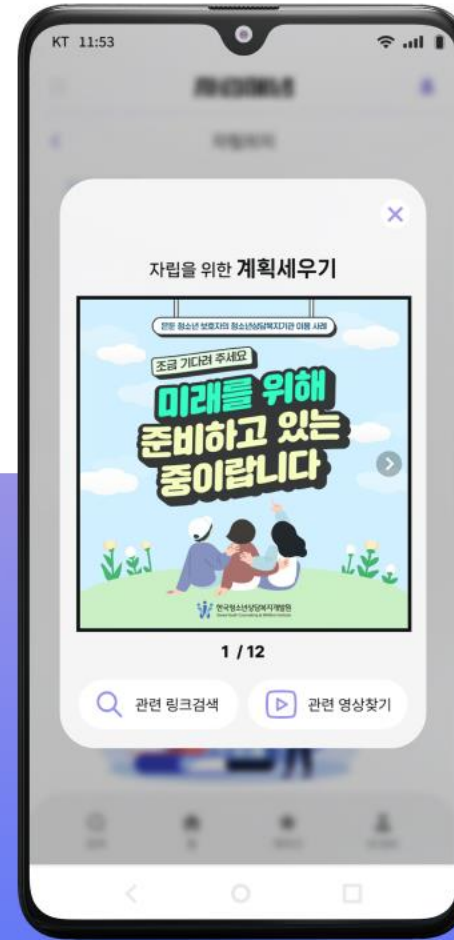 KT 11:53
자립을 위한 계획세우기
은둔 청소년 보호자의 청소년상담복지기관 이용 사례
조금 기다려 주세요
미래를 위해
준비하고 있는
중이랍니다
한국청소년상담복지개발원
1 / 12
관련 링크검색
관련 영상찾기